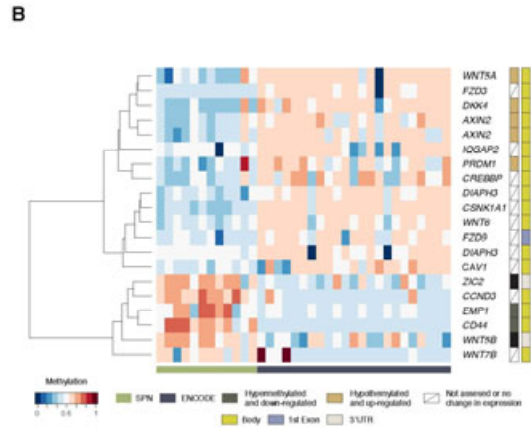 B
WNT5A
FZD3
DKK4
AXIN2
AXIN2
IQGAP2
PRDM1
CREBBP
DIAPH3
CSNK1A1
WNT6
FZD9
DIAPH3
CAV1
ZIC2
CCND3
EMP1
CD44
WNT5B
WNT7B
Methylation
0 0.5 1
SPN
ENCODE
Hypermethylated and down-regulated
Hypomethylated and up-regulated
Not assesed or no change in expression
Body
1st Exon
3'UTR